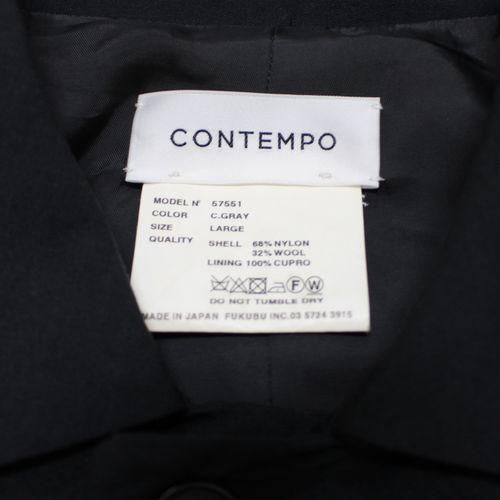 CONTEMPO
MODEL Nº 57551
COLOR C.GRAY
SIZE LARGE
QUALITY SHELL 68% NYLON
32% WOOL
LINING 100% CUPRO
F W
DO NOT TUMBLE DRY
MADE IN JAPAN FUKUBU INC. 03 5724 3915